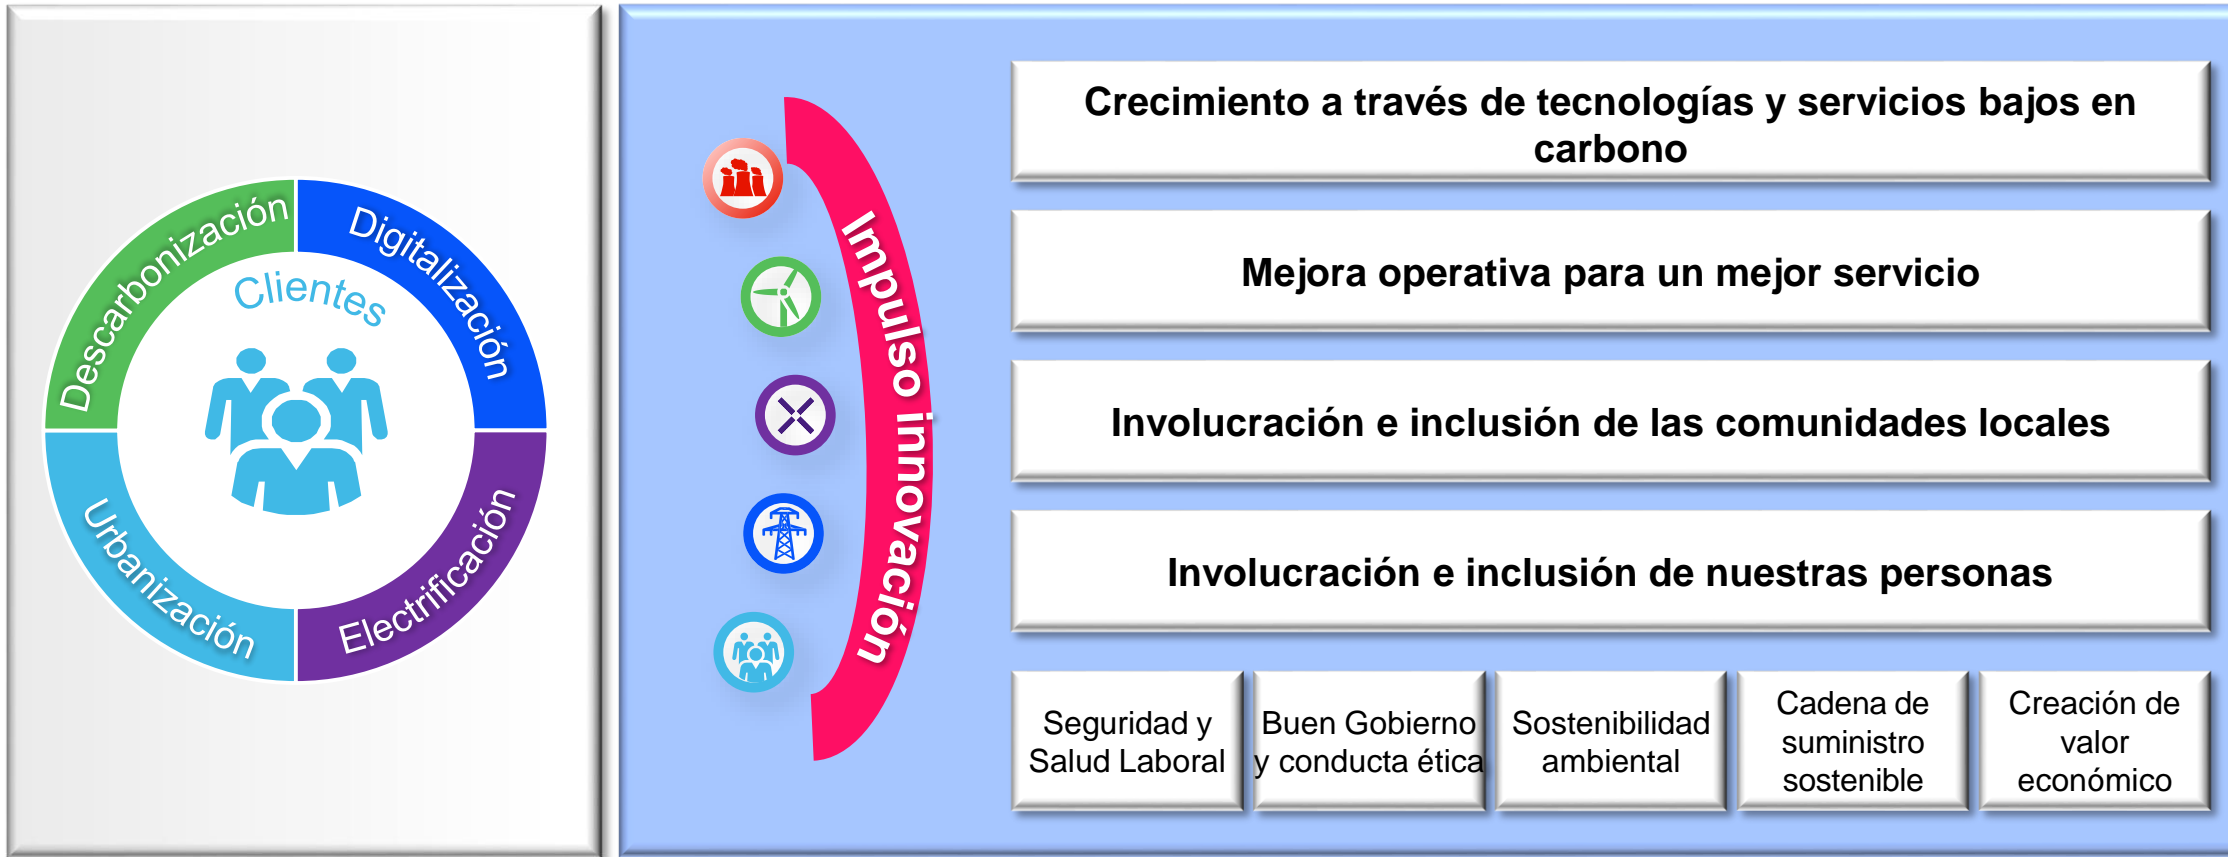 Descarbonización
Digitalización
Clientes
Urbanización
Electrificación
Impulso innovación
Crecimiento a través de tecnologías y servicios bajos en
carbono
Mejora operativa para un mejor servicio
Involucración e inclusión de las comunidades locales
Involucración e inclusión de nuestras personas
Seguridad y
Salud Laboral
Buen Gobierno
y conducta ética
Sostenibilidad
ambiental
Cadena de
suministro
sostenible
Creación de
valor
económico